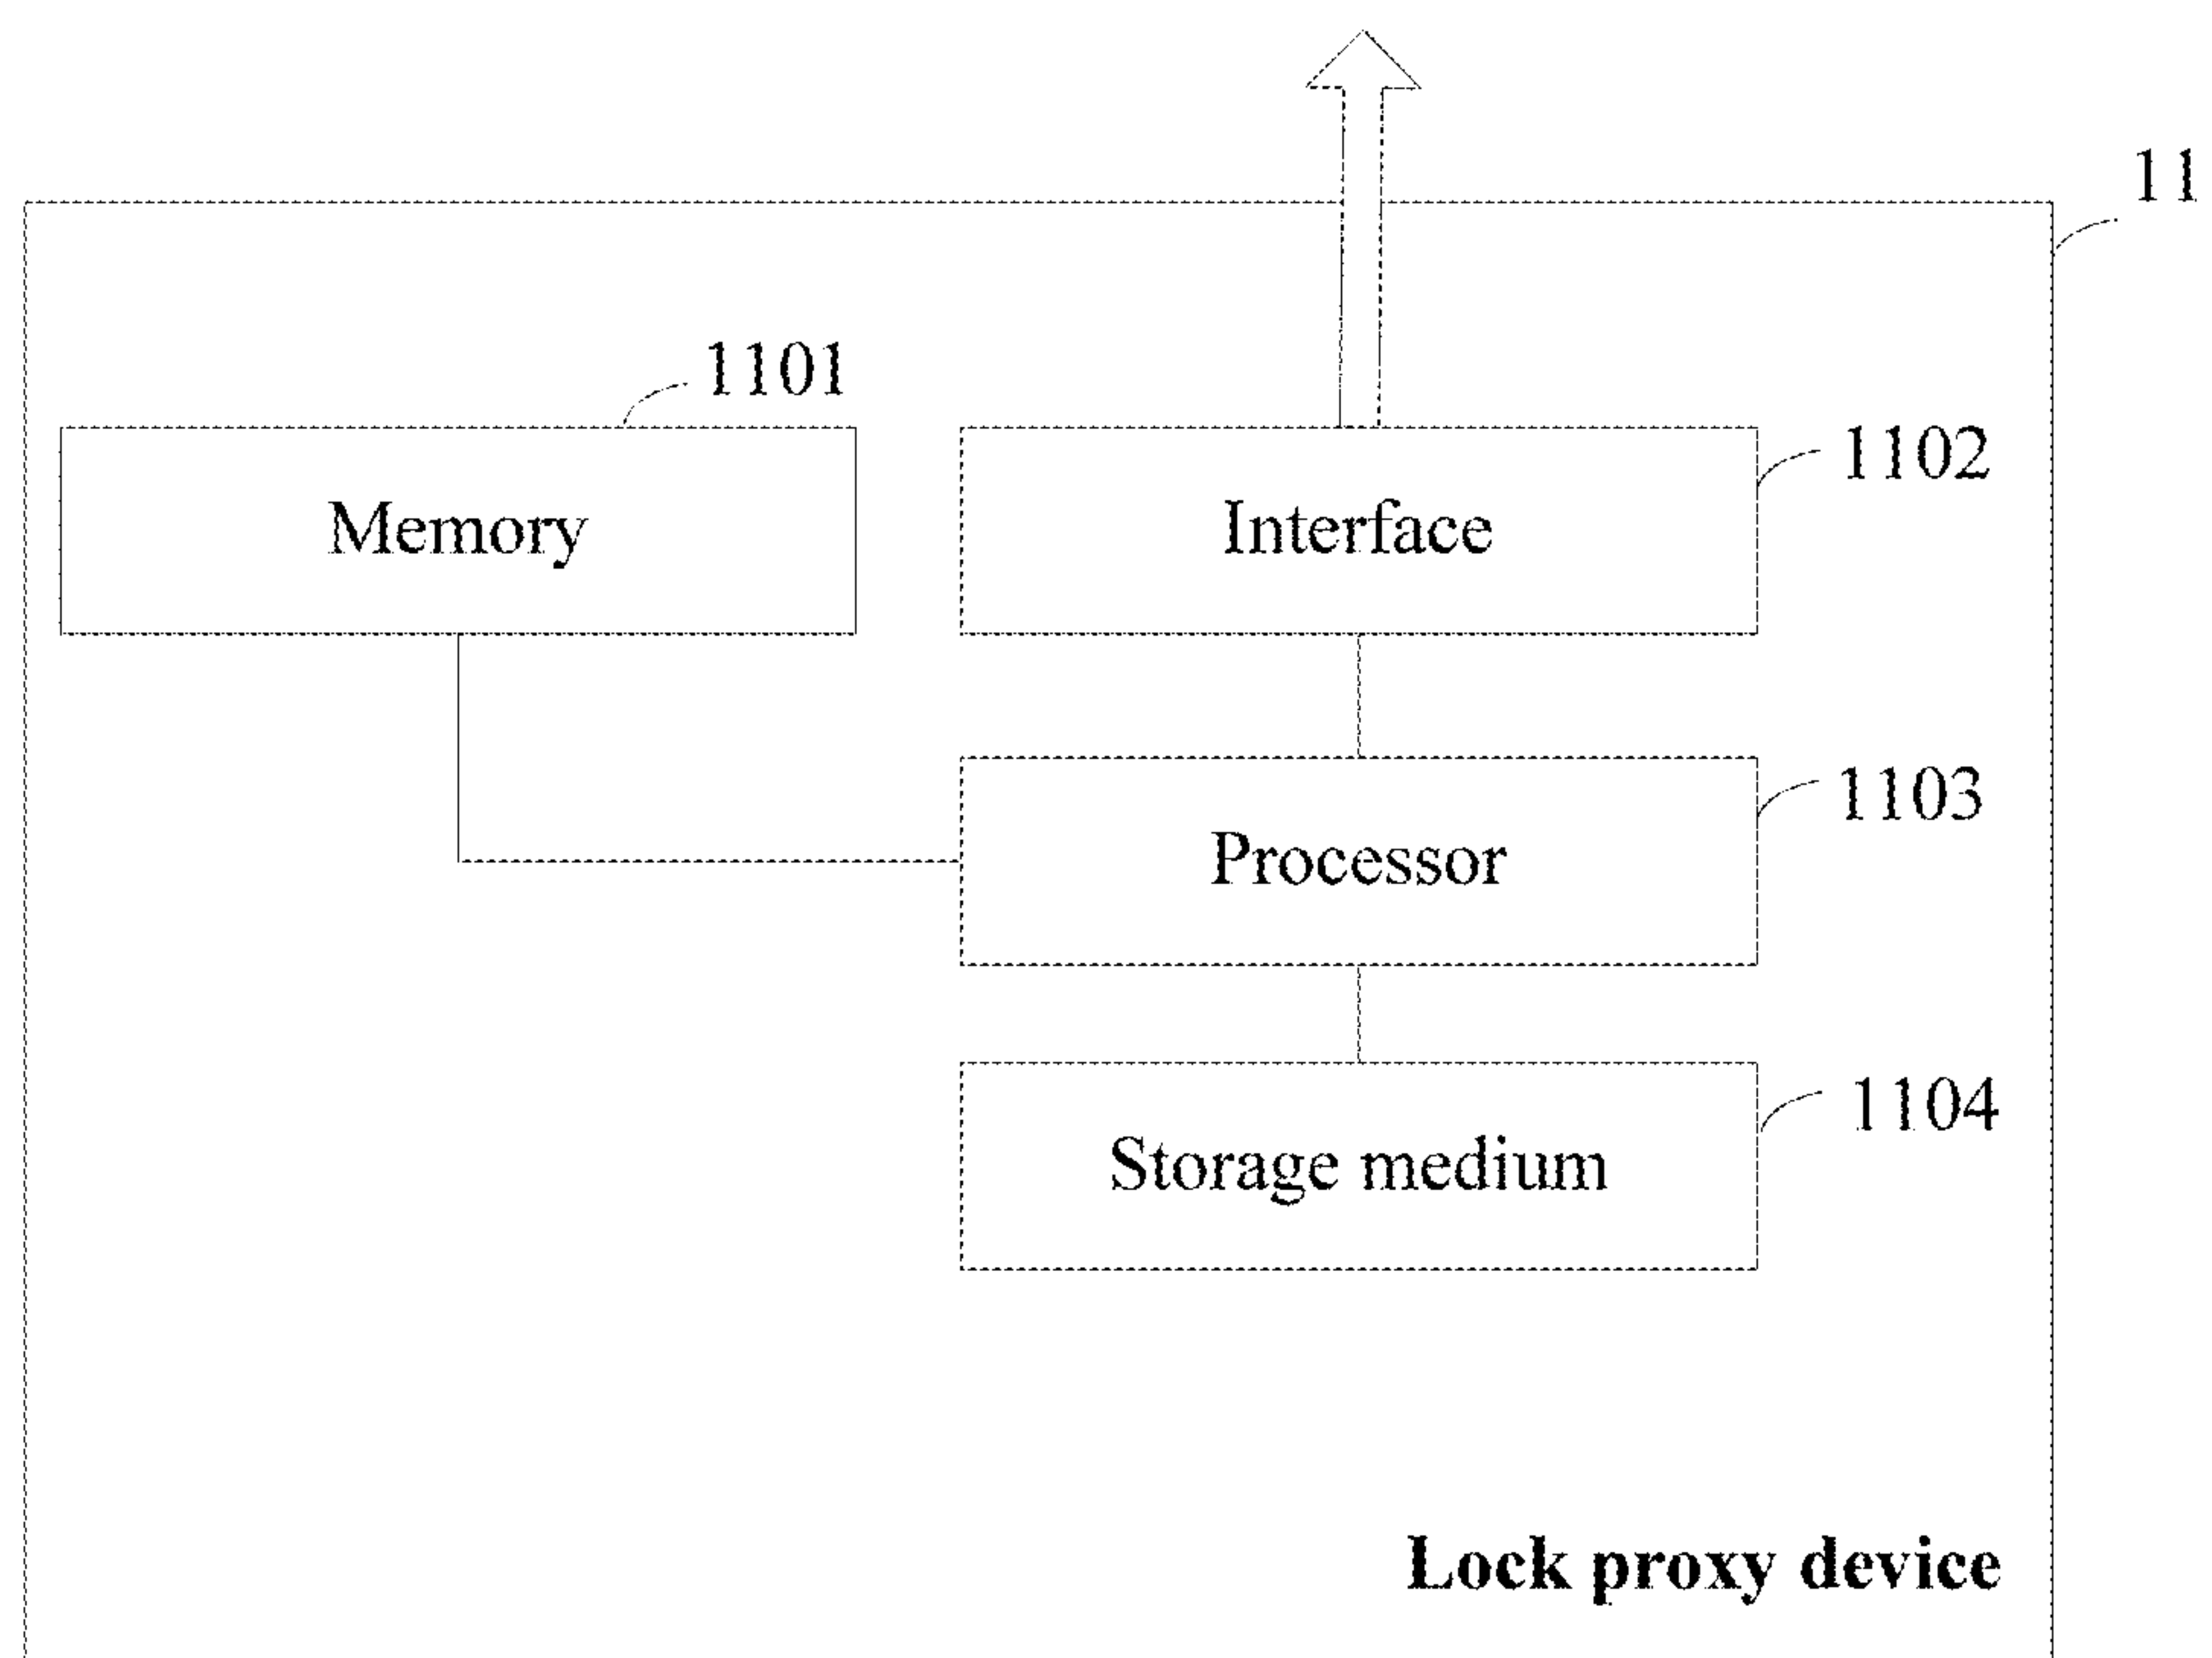 11
1101
1102
Memory
Interface
1103
Processor
1104
Storage medium
Lock proxy device